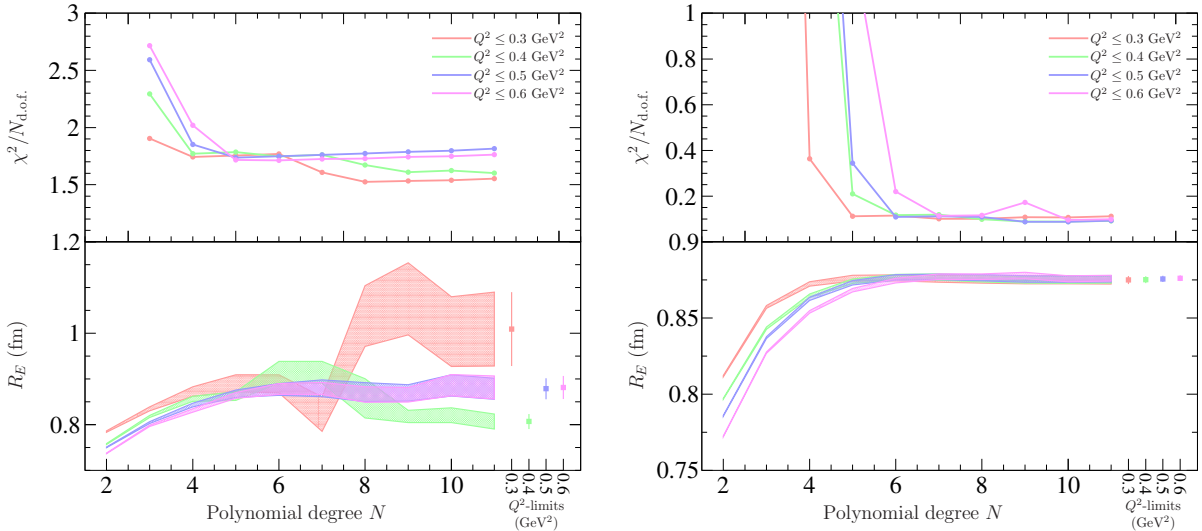 3
2.5
2
1.5
1.2
1
0.8
χ²/N_d.o.f.
R_E (fm)
Q² ≤ 0.3 GeV²
Q² ≤ 0.4 GeV²
Q² ≤ 0.5 GeV²
Q² ≤ 0.6 GeV²
2 4 6 8 10
0.3 0.4 0.5 0.6
Polynomial degree N
Q²-limits
(GeV²)
1
0.8
0.6
0.4
0.2
0.9
0.85
0.8
0.75
χ²/N_d.o.f.
R_E (fm)
Q² ≤ 0.3 GeV²
Q² ≤ 0.4 GeV²
Q² ≤ 0.5 GeV²
Q² ≤ 0.6 GeV²
2 4 6 8 10
0.3 0.4 0.5 0.6
Polynomial degree N
Q²-limits
(GeV²)